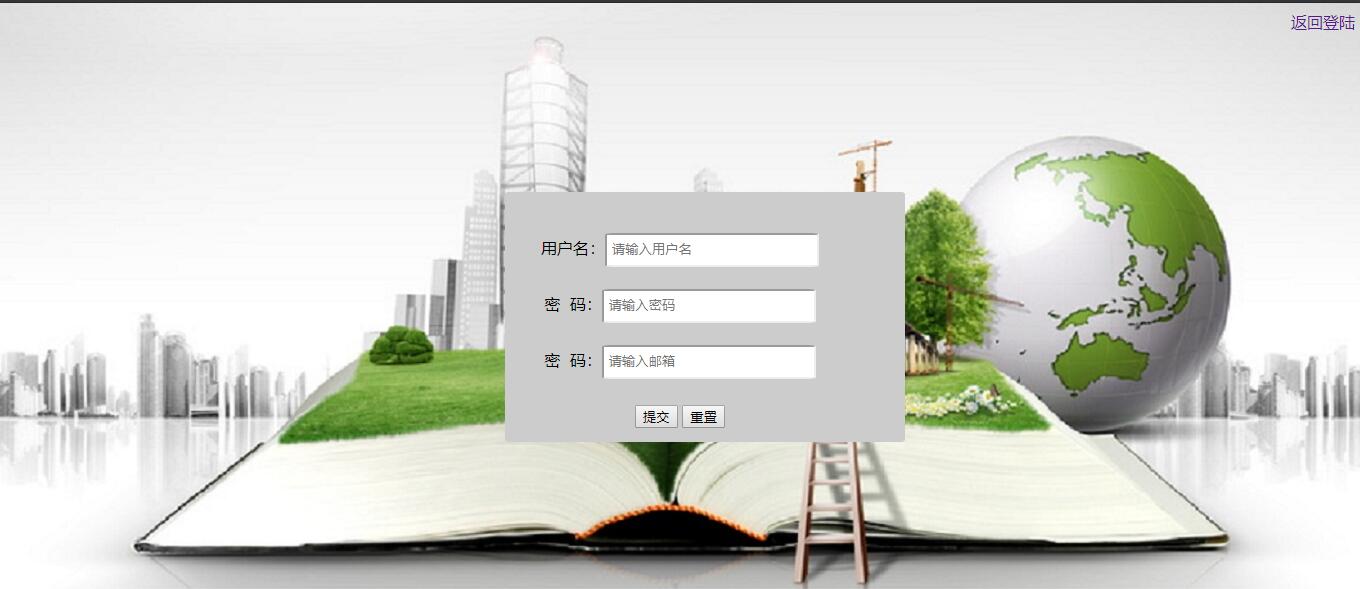 返回登陆
用户名： 请输入用户名
密 码： 请输入密码
密 码： 请输入邮箱
提交 重置